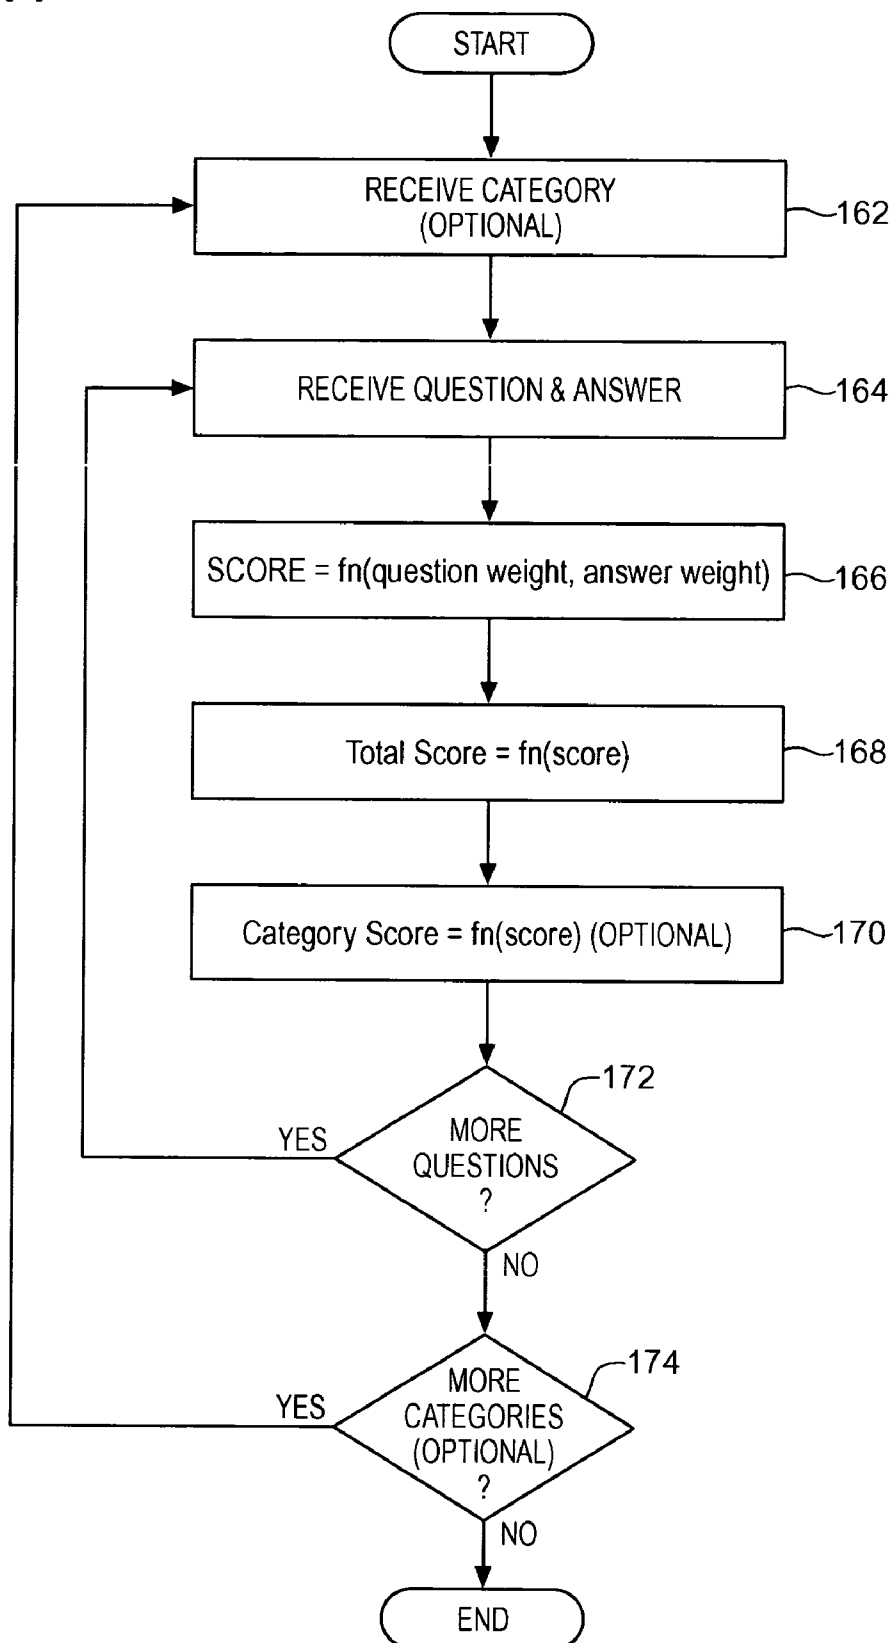 START
RECEIVE CATEGORY
(OPTIONAL)
162
RECEIVE QUESTION & ANSWER
164
SCORE = fn(question weight, answer weight)
166
Total Score = fn(score)
168
Category Score = fn(score) (OPTIONAL)
170
172
YES
MORE
QUESTIONS
?
NO
174
YES
MORE
CATEGORIES
(OPTIONAL)
?
NO
END